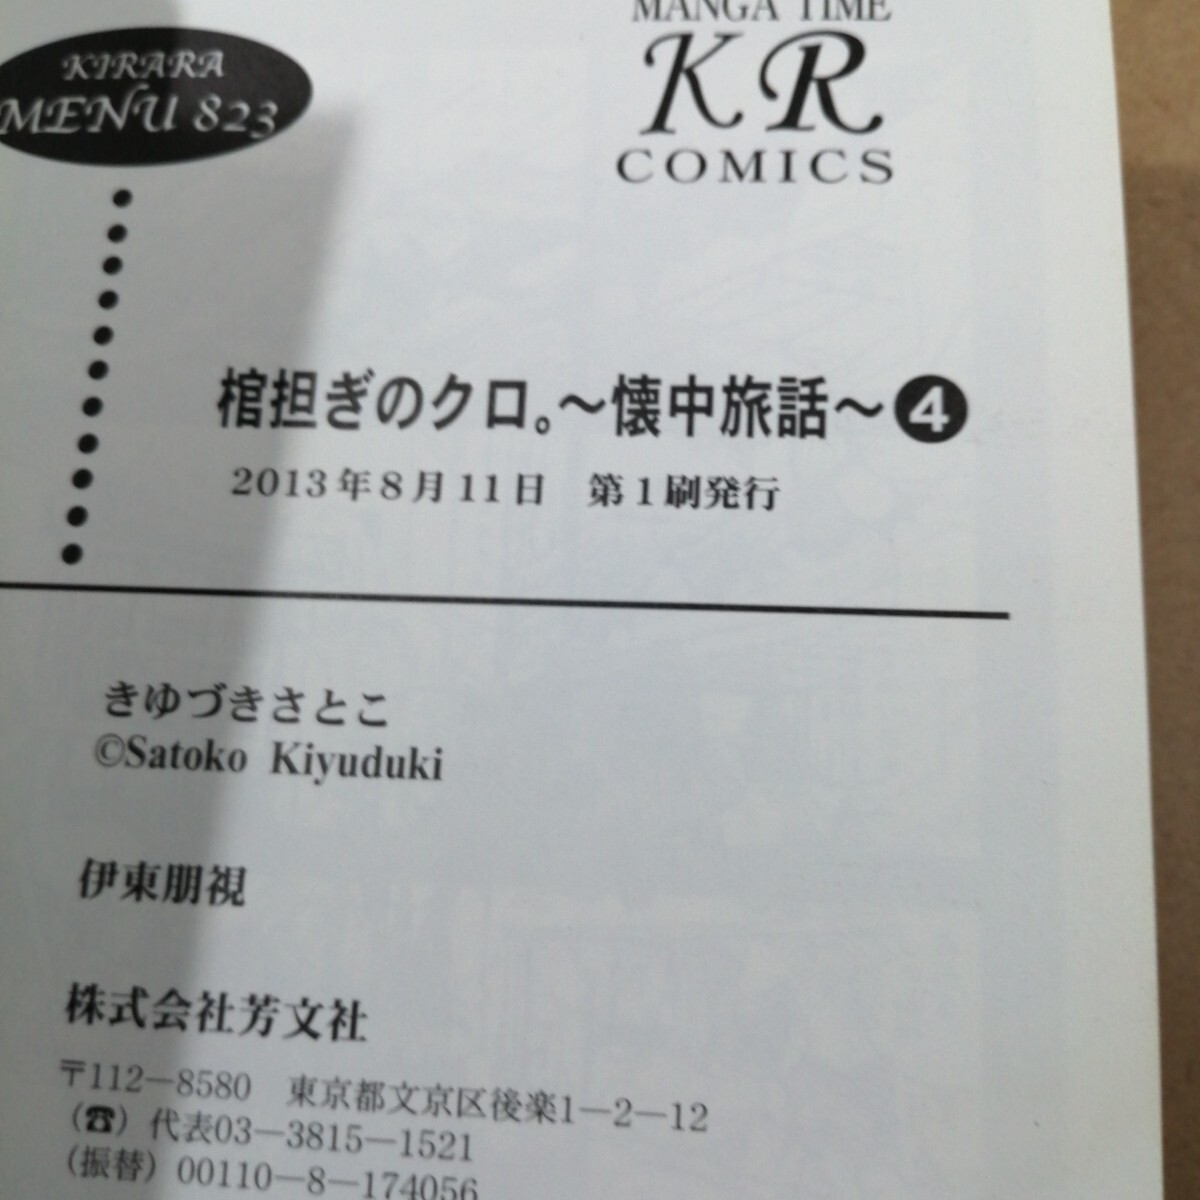 MANGA TIME
KR
COMICS
KIRARA
MENU 823
棺担ぎのクロ。〜懐中旅話〜❹
2013年8月11日　第1刷発行
きゆづきさとこ
©Satoko Kiyuduki
伊東朋視
株式会社芳文社
〒112－8580　東京都文京区後楽1－2－12
(☎) 代表03－3815－1521
(振替) 00110－8－174056